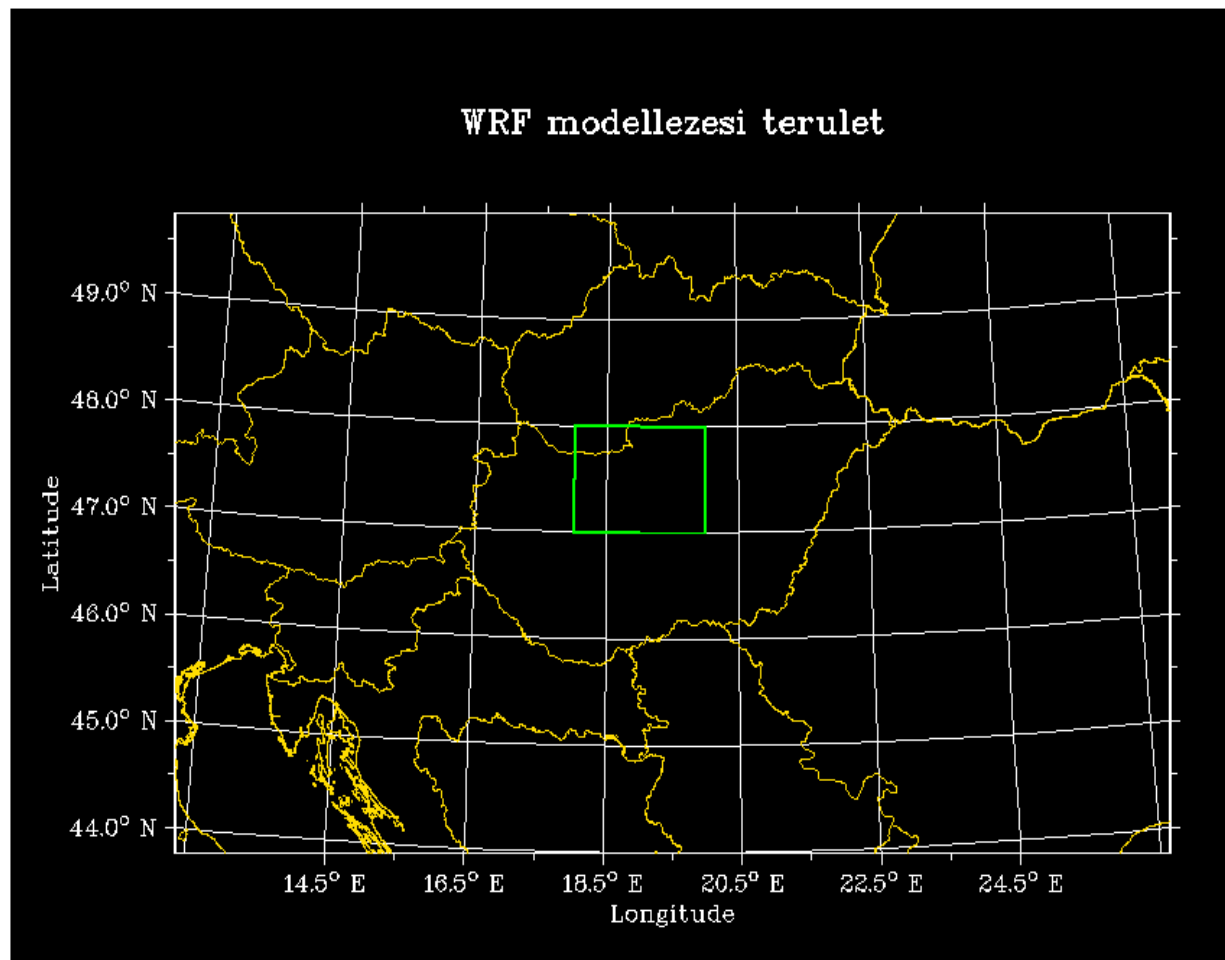 WRF modellezesi terulet
49.0° N
48.0° N
47.0° N
46.0° N
45.0° N
44.0° N
Latitude
14.5° E 16.5° E 18.5° E 20.5° E 22.5° E 24.5° E
Longitude